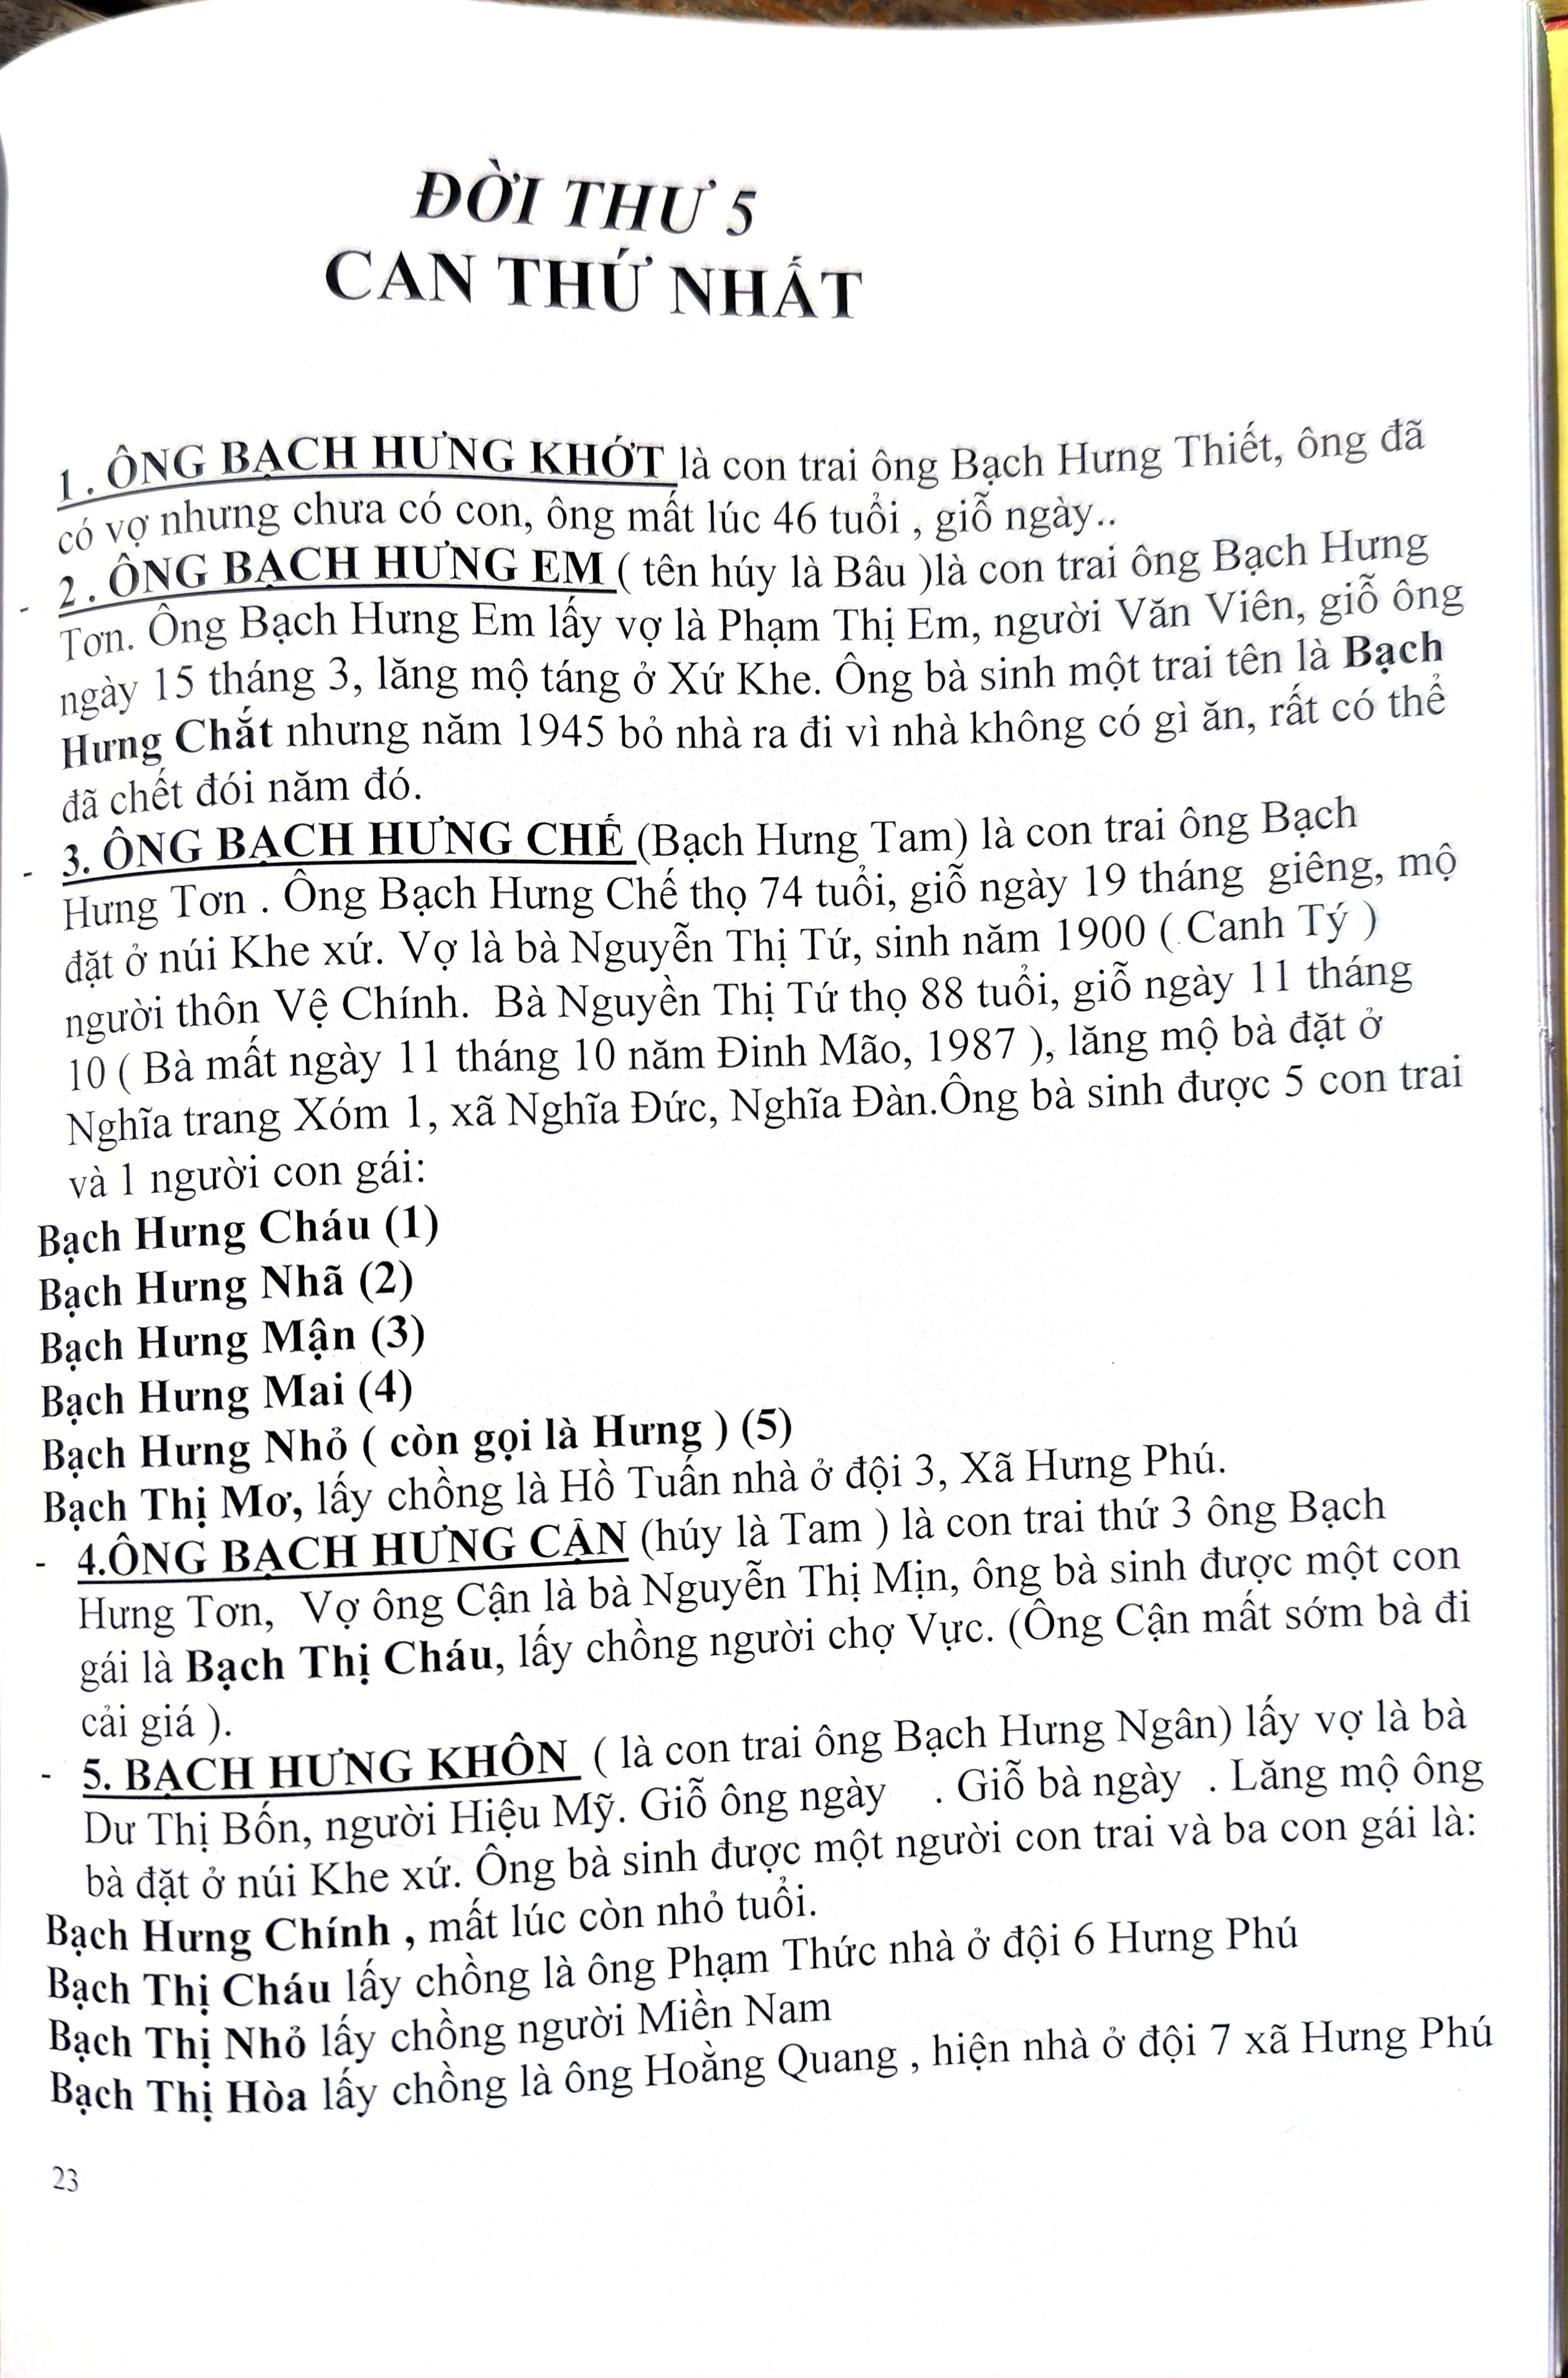 ĐỜI THƯ 5
CAN THỨ NHẤT
1 . ÔNG BẠCH HƯNG KHỚT là con trai ông Bạch Hưng Thiết, ông đã
có vợ nhưng chưa có con, ông mất lúc 46 tuổi , giỗ ngày..
- 2 . ÔNG BẠCH HƯNG EM ( tên húy là Bâu )là con trai ông Bạch Hưng
Tơn. Ông Bạch Hưng Em lấy vợ là Phạm Thị Em, người Văn Viên, giỗ ông
ngày 15 tháng 3, lăng mộ táng ở Xứ Khe. Ông bà sinh một trai tên là Bạch
Hưng Chắt nhưng năm 1945 bỏ nhà ra đi vì nhà không có gì ăn, rất có thể
đã chết đói năm đó.
- 3. ÔNG BẠCH HƯNG CHẾ (Bạch Hưng Tam) là con trai ông Bạch
Hưng Tơn . Ông Bạch Hưng Chế thọ 74 tuổi, giỗ ngày 19 tháng giêng, mộ
đặt ở núi Khe xứ. Vợ là bà Nguyễn Thị Tứ, sinh năm 1900 ( Canh Tý )
người thôn Vệ Chính. Bà Nguyễn Thị Tứ thọ 88 tuổi, giỗ ngày 11 tháng
10 ( Bà mất ngày 11 tháng 10 năm Đinh Mão, 1987 ), lăng mộ bà đặt ở
Nghĩa trang Xóm 1, xã Nghĩa Đức, Nghĩa Đàn.Ông bà sinh được 5 con trai
và 1 người con gái:
Bạch Hưng Cháu (1)
Bạch Hưng Nhã (2)
Bạch Hưng Mận (3)
Bạch Hưng Mai (4)
Bạch Hưng Nhỏ ( còn gọi là Hưng ) (5)
Bạch Thị Mơ, lấy chồng là Hồ Tuấn nhà ở đội 3, Xã Hưng Phú.
- 4.ÔNG BẠCH HƯNG CẬN (húy là Tam ) là con trai thứ 3 ông Bạch
Hưng Tơn, Vợ ông Cận là bà Nguyễn Thị Mịn, ông bà sinh được một con
gái là Bạch Thị Cháu, lấy chồng người chợ Vực. (Ông Cận mất sớm bà đi
cải giá ).
- 5. BẠCH HƯNG KHÔN ( là con trai ông Bạch Hưng Ngân) lấy vợ là bà
Dư Thị Bốn, người Hiệu Mỹ. Giỗ ông ngày . Giỗ bà ngày . Lăng mộ ông
bà đặt ở núi Khe xứ. Ông bà sinh được một người con trai và ba con gái là:
Bạch Hưng Chính , mất lúc còn nhỏ tuổi.
Bạch Thị Cháu lấy chồng là ông Phạm Thức nhà ở đội 6 Hưng Phú
Bạch Thị Nhỏ lấy chồng người Miền Nam
Bạch Thị Hòa lấy chồng là ông Hoằng Quang , hiện nhà ở đội 7 xã Hưng Phú
23